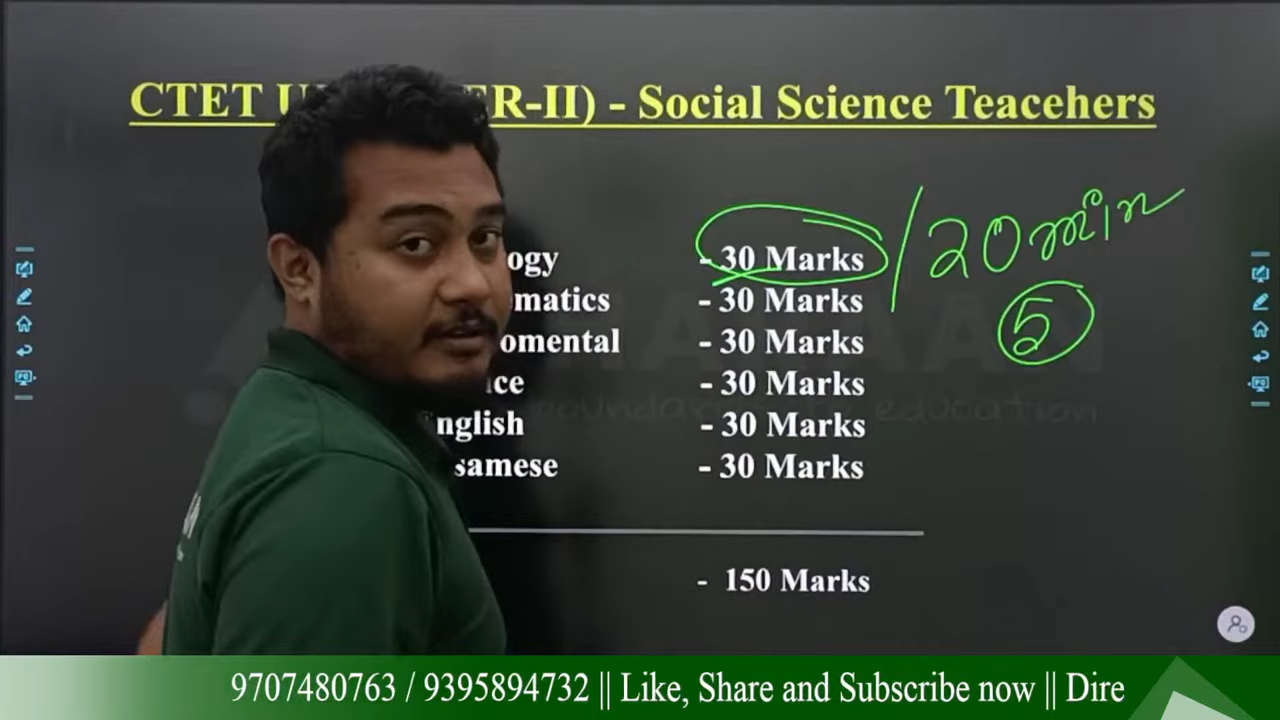 CTET U ER-II) - Social Science Teacehers
ogy - 30 Marks / 20 min
matics - 30 Marks
5
omental - 30 Marks
ce - 30 Marks
nglish - 30 Marks
samese - 30 Marks
- 150 Marks
9707480763 / 9395894732 || Like, Share and Subscribe now || Dire